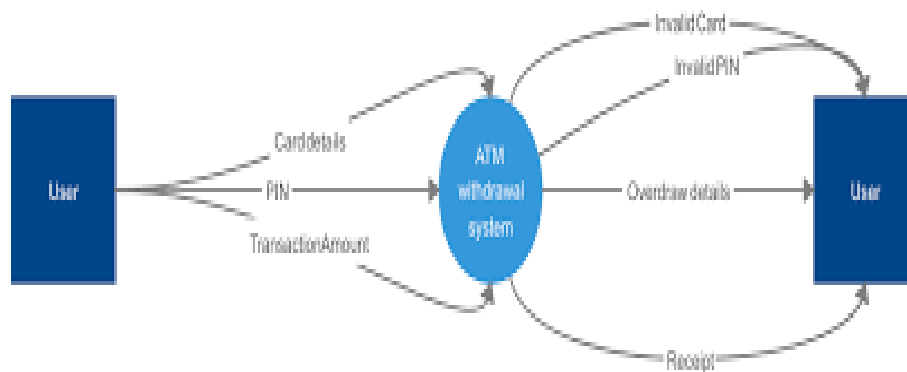 InvalidCard
InvalidPIN
Carddetails
User
PIN
ATM
withdrawal
system
Overdraw details
User
TransactionAmount
Receipt